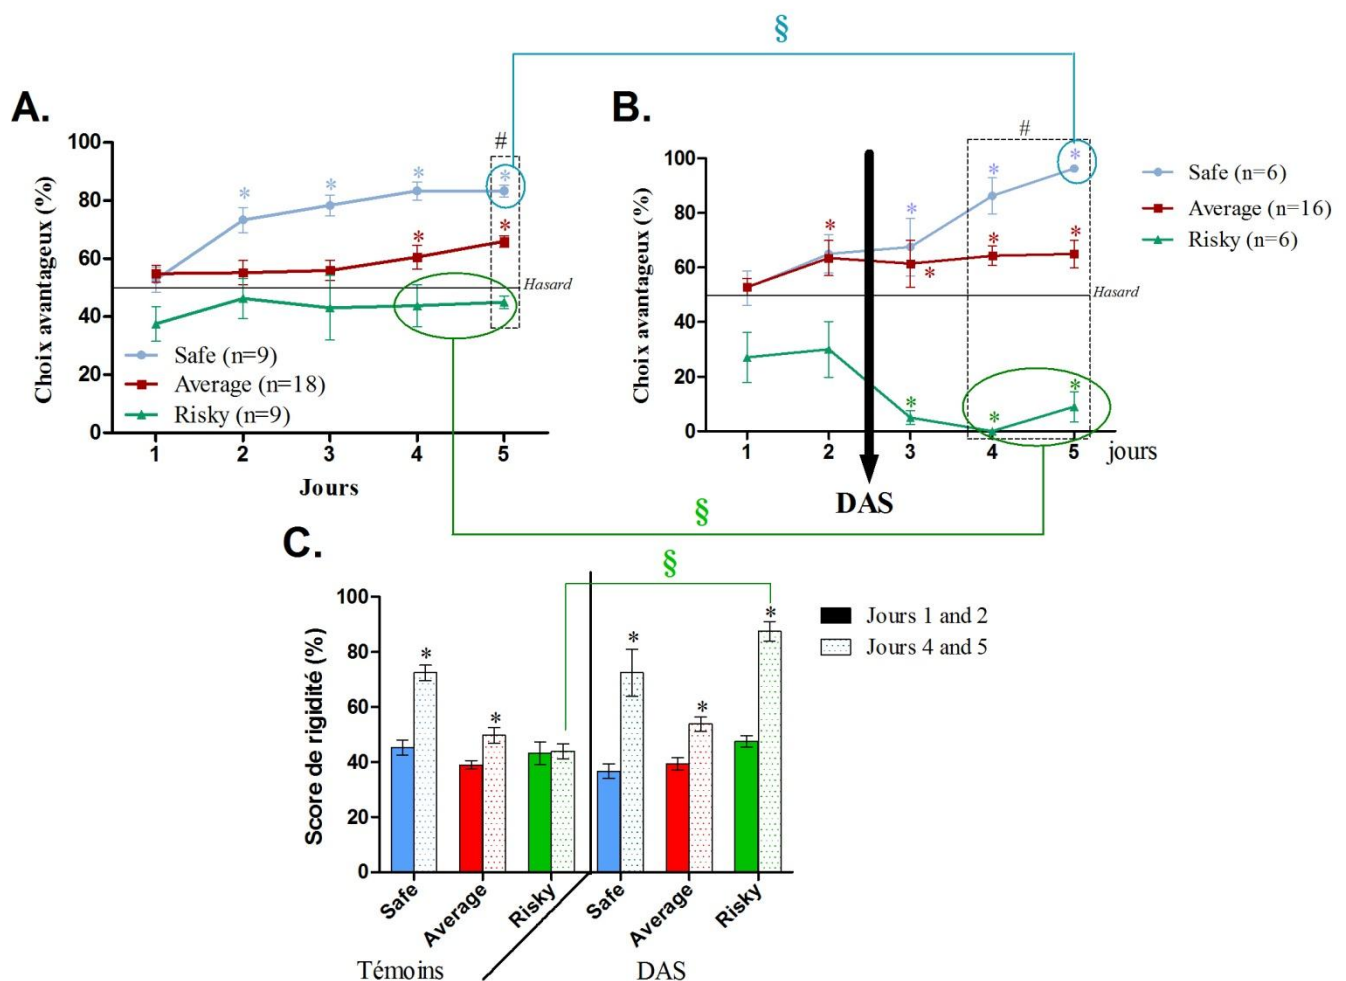 §
A.
Choix avantageux (%)
100
80
60
40
20
0
* * * *
* *
#
Hasard
Safe (n=9)
Average (n=18)
Risky (n=9)
1 2 3 4 5
Jours
B.
Choix avantageux (%)
100
80
60
40
20
0
#
* * *
* * * *
* * *
Hasard
Safe (n=6)
Average (n=16)
Risky (n=6)
1 2 3 4 5 jours
DAS
§
C.
§
Score de rigidité (%)
100
80
60
40
20
0
* * * * *
Jours 1 and 2
Jours 4 and 5
Safe Average Risky Safe Average Risky
Témoins DAS